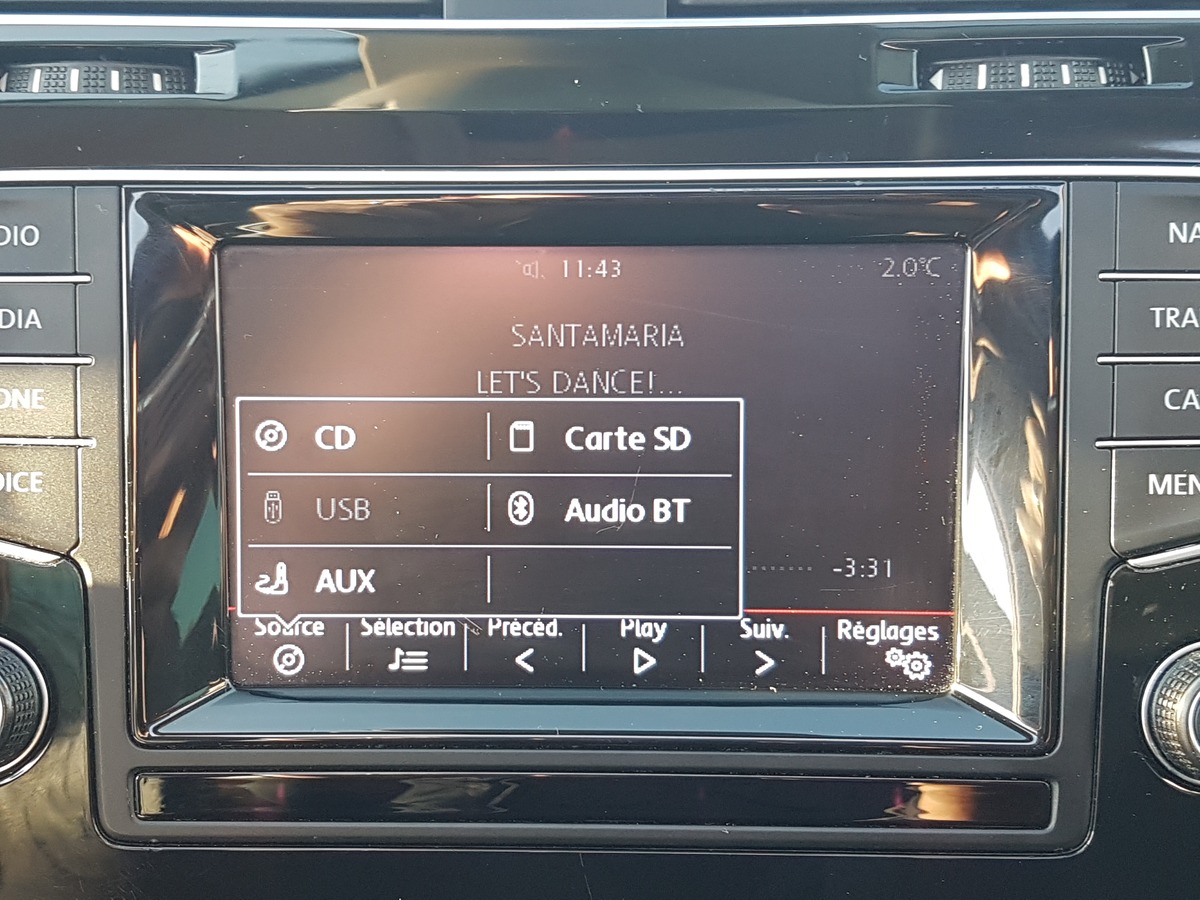 DIO
DIA
ONE
OICE
NA
TRA
CA
MEN
11:43
2.0°C
SANTAMARIA
LET'S DANCE!...
CD
Carte SD
USB
Audio BT
AUX
-3:31
Source Sélection Précéd. Play Suiv. Réglages